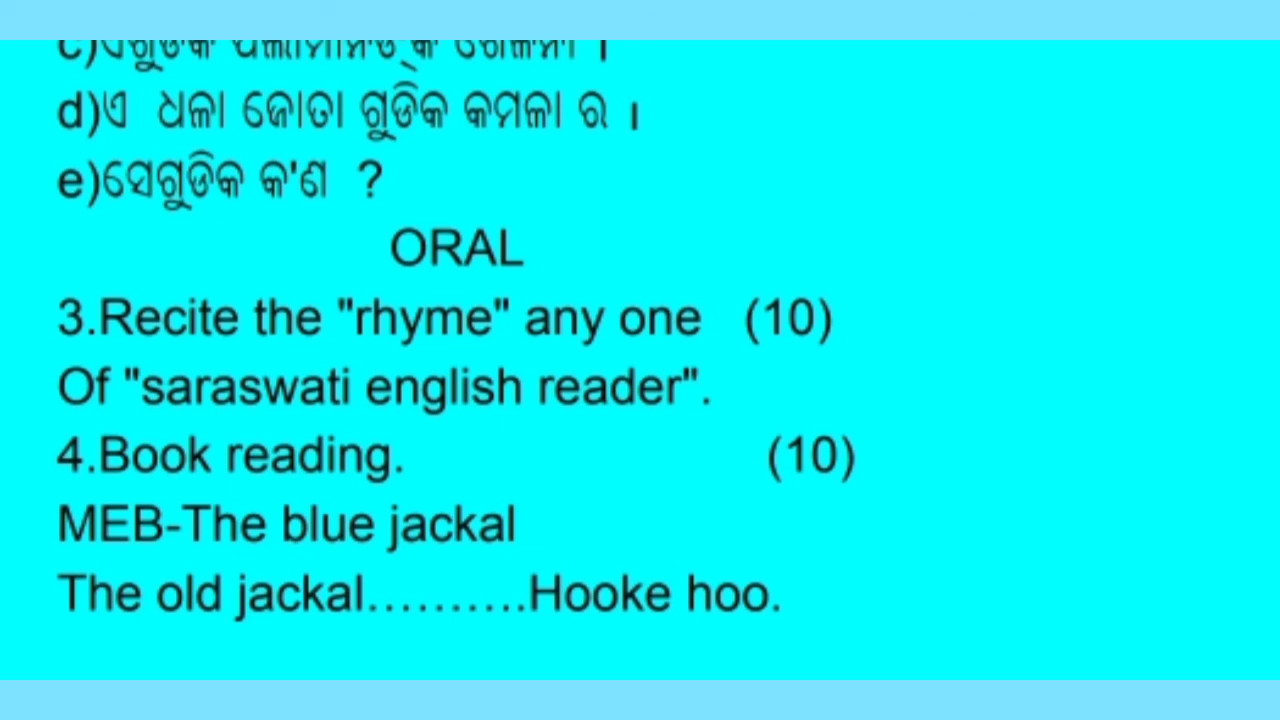 d)ଏ ଧଳା ଜୋତା ଗୁଡିକ କମଳା ର ।
e)ସେଗୁଡିକ କ'ଣ ?
ORAL
3.Recite the "rhyme" any one (10)
Of "saraswati english reader".
4.Book reading. (10)
MEB-The blue jackal
The old jackal……….Hooke hoo.